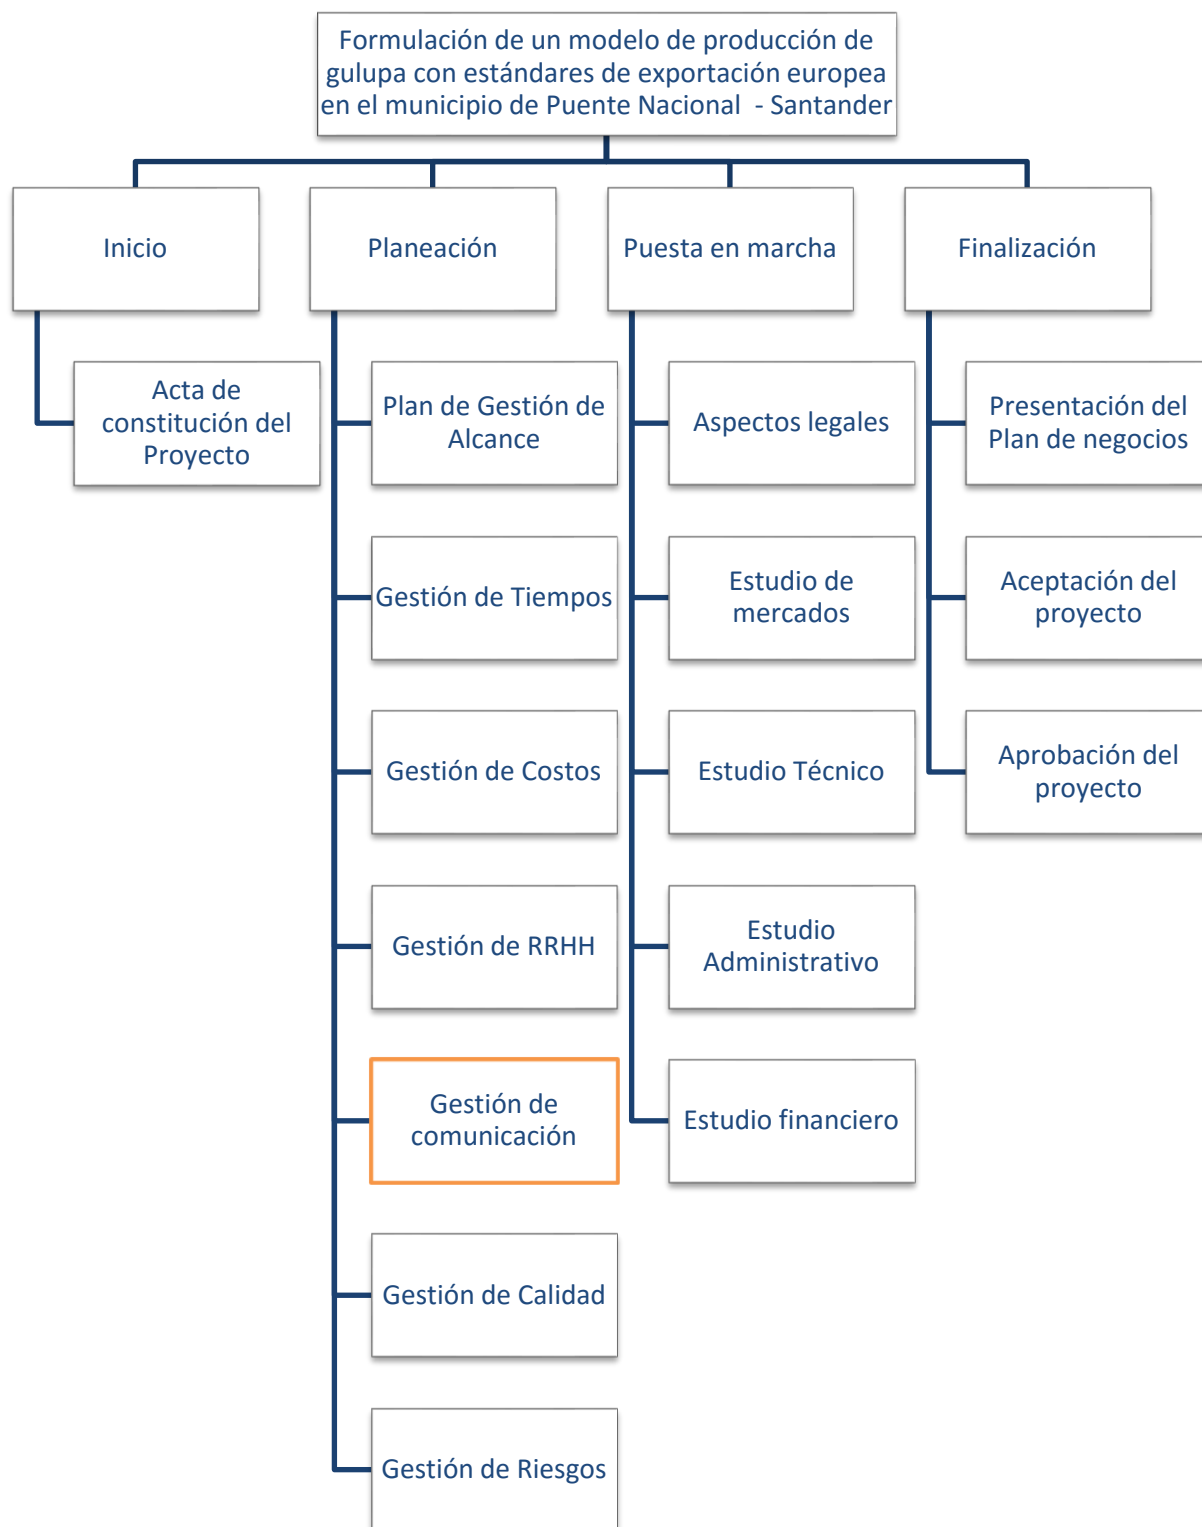 Formulación de un modelo de producción de
gulupa con estándares de exportación europea
en el municipio de Puente Nacional - Santander
Inicio
Planeación
Puesta en marcha
Finalización
Acta de
constitución del
Proyecto
Plan de Gestión de
Alcance
Gestión de Tiempos
Gestión de Costos
Gestión de RRHH
Gestión de
comunicación
Gestión de Calidad
Gestión de Riesgos
Aspectos legales
Estudio de
mercados
Estudio Técnico
Estudio
Administrativo
Estudio financiero
Presentación del
Plan de negocios
Aceptación del
proyecto
Aprobación del
proyecto